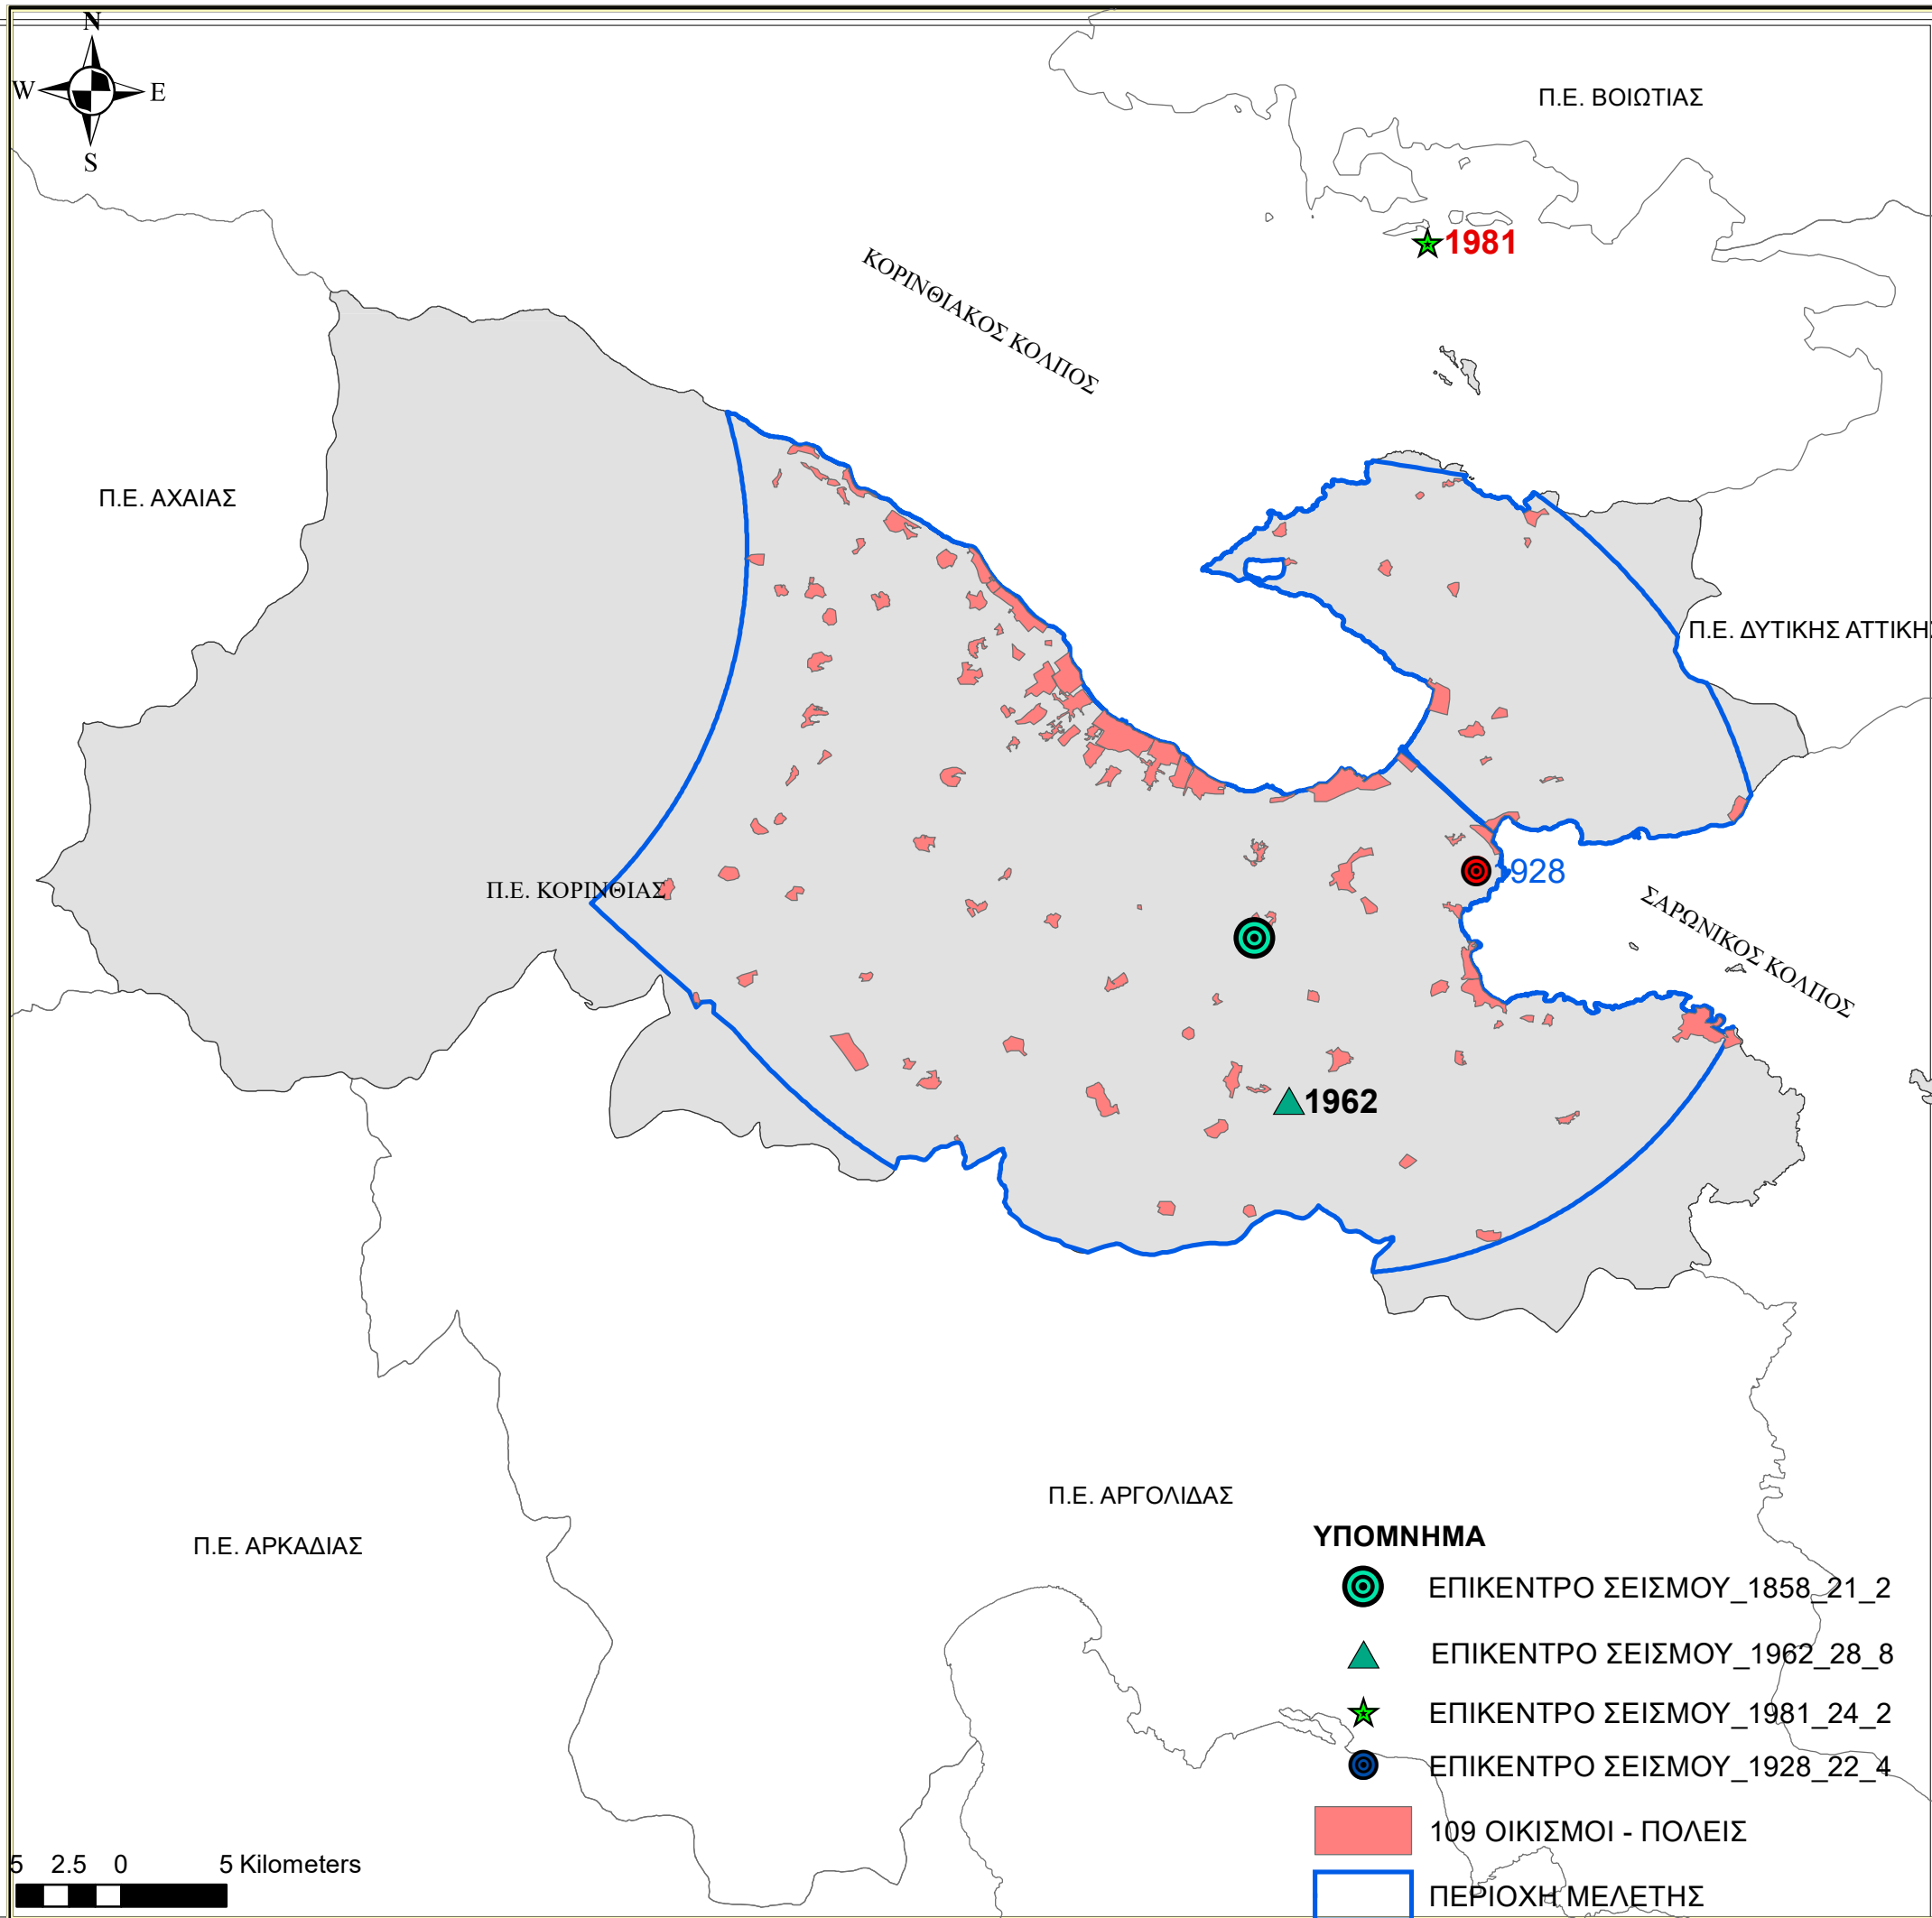 N
W E
S
Π.Ε. ΒΟΙΩΤΙΑΣ
1981
ΚΟΡΙΝΘΙΑΚΟΣ ΚΟΛΠΟΣ
Π.Ε. ΑΧΑΙΑΣ
Π.Ε. ΔΥΤΙΚΗΣ ΑΤΤΙΚΗΣ
928
Π.Ε. ΚΟΡΙΝΘΙΑΣ
ΣΑΡΩΝΙΚΟΣ ΚΟΛΠΟΣ
1962
Π.Ε. ΑΡΓΟΛΙΔΑΣ
Π.Ε. ΑΡΚΑΔΙΑΣ
ΥΠΟΜΝΗΜΑ
ΕΠΙΚΕΝΤΡΟ ΣΕΙΣΜΟΥ_1858_21_2
ΕΠΙΚΕΝΤΡΟ ΣΕΙΣΜΟΥ_1962_28_8
ΕΠΙΚΕΝΤΡΟ ΣΕΙΣΜΟΥ_1981_24_2
ΕΠΙΚΕΝΤΡΟ ΣΕΙΣΜΟΥ_1928_22_4
109 ΟΙΚΙΣΜΟΙ - ΠΟΛΕΙΣ
ΠΕΡΙΟΧΗ ΜΕΛΕΤΗΣ
5 2.5 0 5 Kilometers